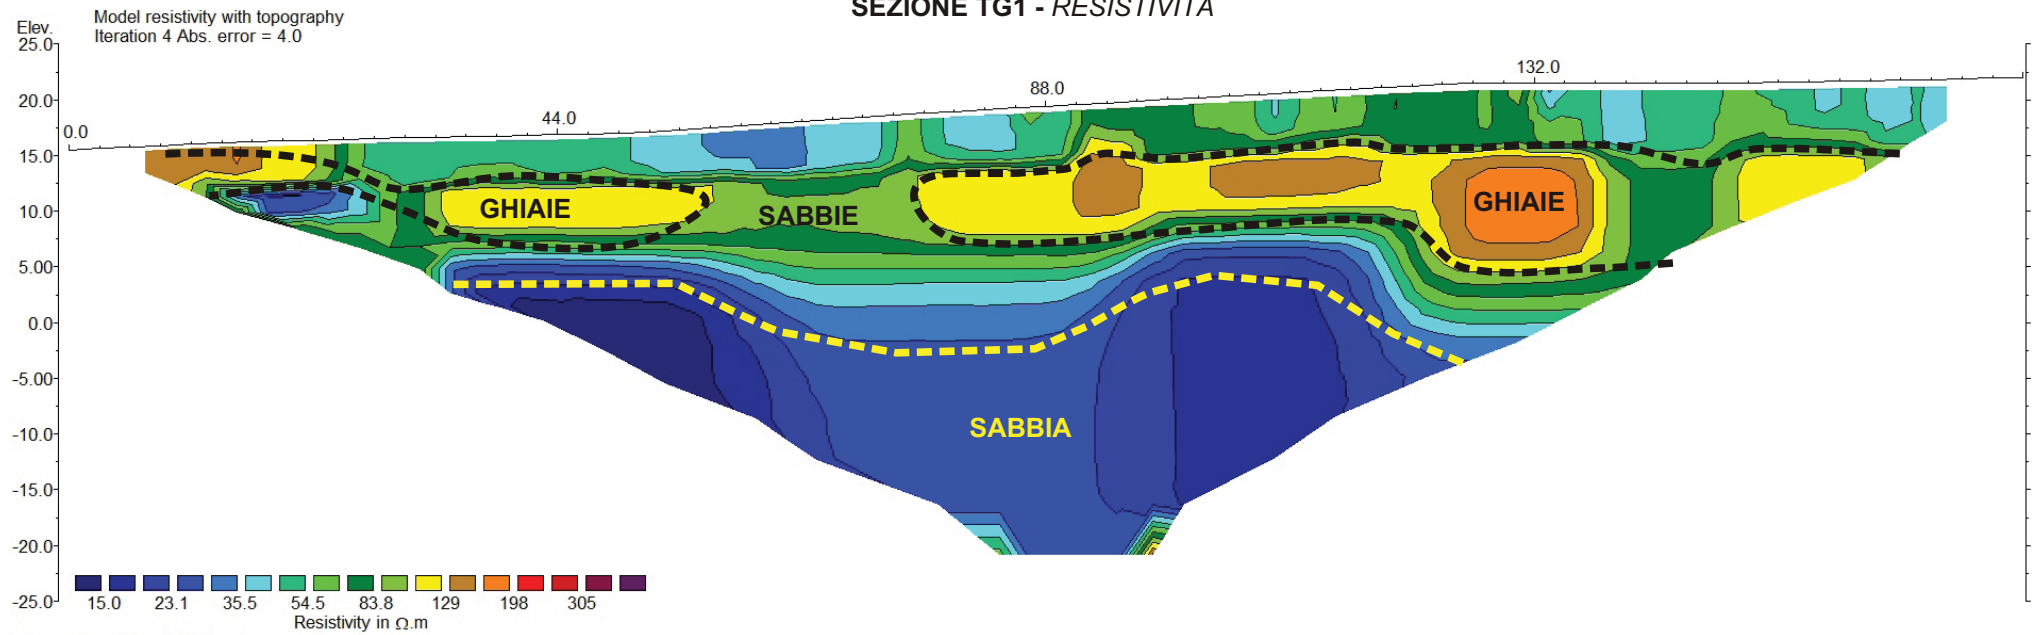 SEZIONE TG1 - RESISTIVITÀ
Model resistivity with topography
Iteration 4 Abs. error = 4.0
Elev.
25.0
20.0
15.0
10.0
5.00
0.0
-5.00
-10.0
-15.0
-20.0
-25.0
0.0
44.0
88.0
132.0
GHIAIE
SABBIE
GHIAIE
SABBIA
15.0 23.1 35.5 54.5 83.8 129 198 305
Resistivity in Ω.m